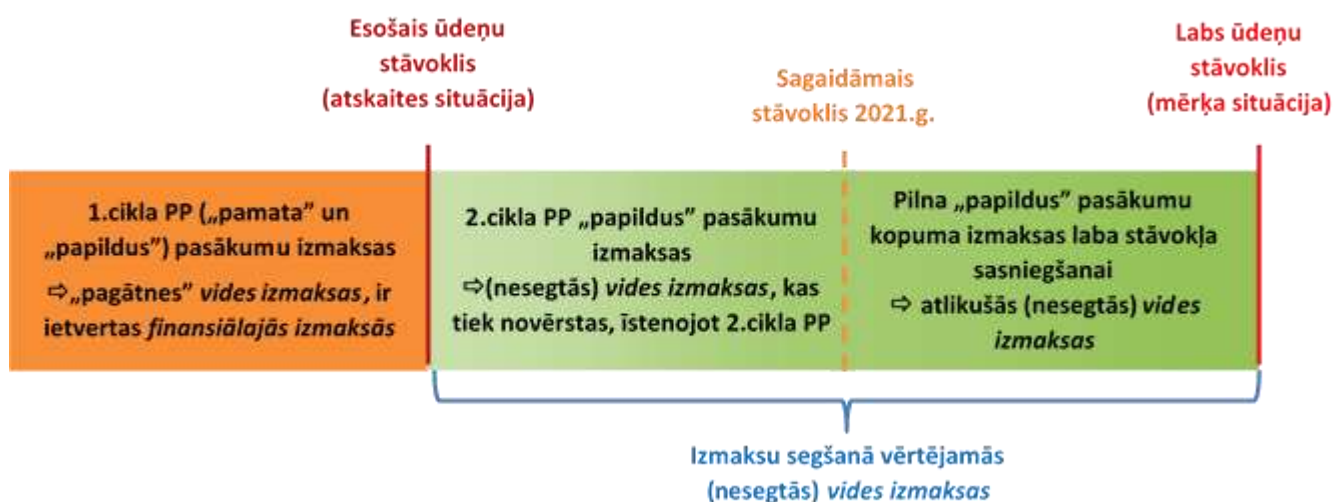 Esošais ūdeņu
stāvoklis
(atskaites situācija)
Sagaidāmais
stāvoklis 2021.g.
Labs ūdeņu
stāvoklis
(mērķa situācija)
1.cikla PP („pamata” un
„papildus”) pasākumu izmaksas
⇨„pagātnes” vides izmaksas, ir
ietvertas finansiālajās izmaksās
2.cikla PP „papildus” pasākumu
izmaksas
⇨(nesegtās) vides izmaksas, kas
tiek novērstas, īstenojot 2.cikla PP
Pilna „papildus” pasākumu
kopuma izmaksas laba stāvokļa
sasniegšanai
⇨ atlikušās (nesegtās) vides
izmaksas
Izmaksu segšanā vērtējamās
(nesegtās) vides izmaksas